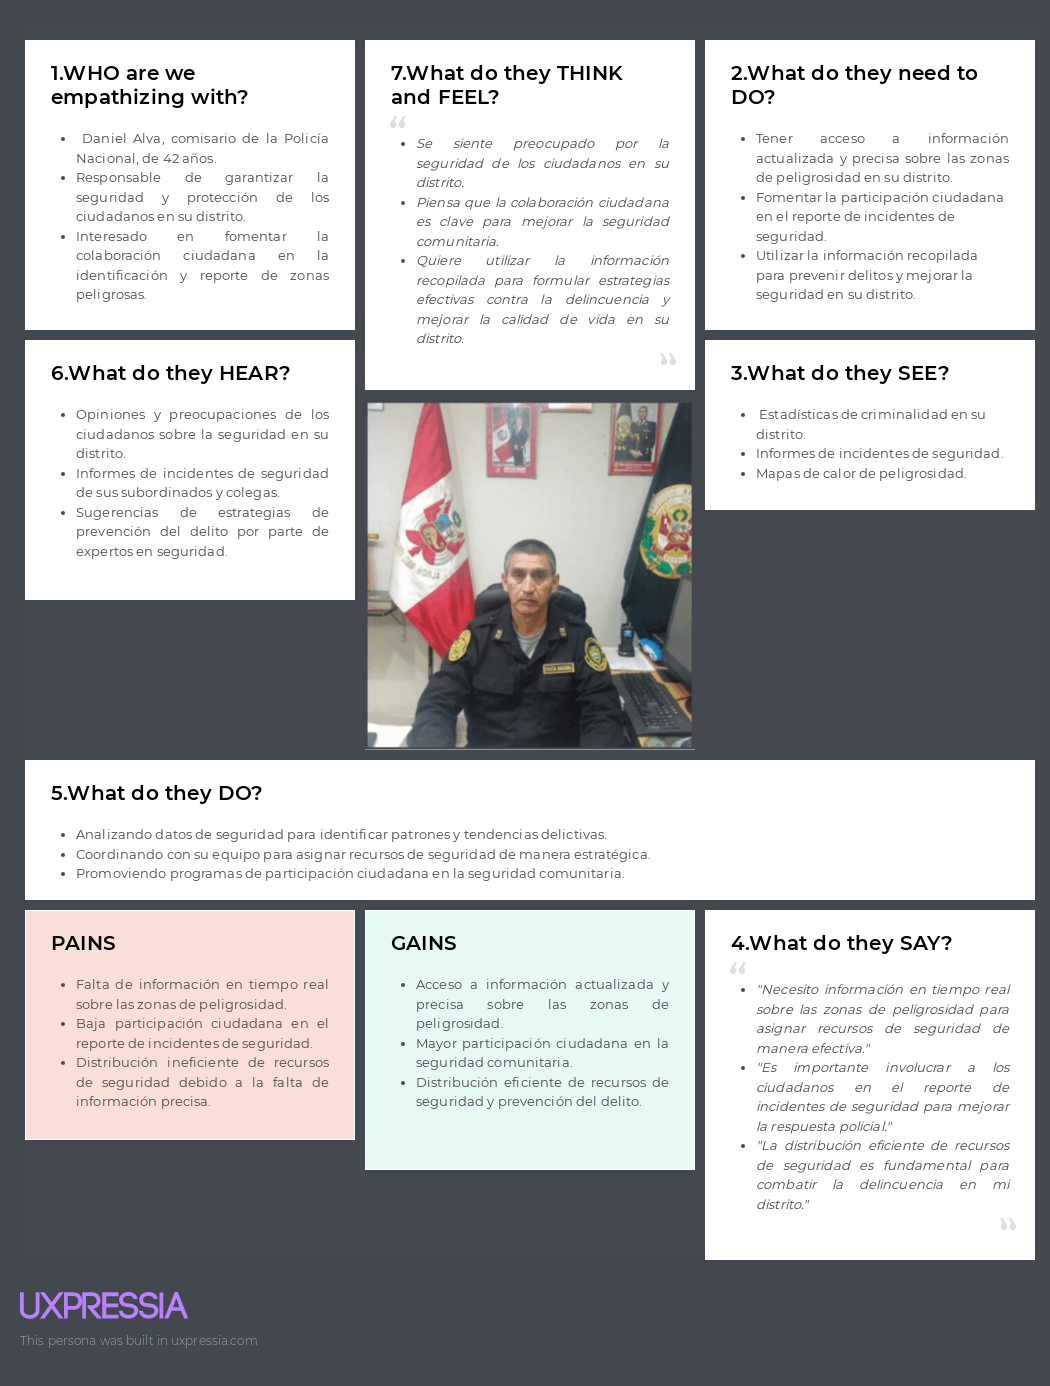 1.WHO are we
empathizing with?
Daniel Alva, comisario de la Policía
Nacional, de 42 años.
Responsable de garantizar la
seguridad y protección de los
ciudadanos en su distrito.
Interesado en fomentar la
colaboración ciudadana en la
identificación y reporte de zonas
peligrosas.
7.What do they THINK
and FEEL?
“
Se siente preocupado por la
seguridad de los ciudadanos en su
distrito.
Piensa que la colaboración ciudadana
es clave para mejorar la seguridad
comunitaria.
Quiere utilizar la información
recopilada para formular estrategias
efectivas contra la delincuencia y
mejorar la calidad de vida en su
distrito.
”
2.What do they need to
DO?
Tener acceso a información
actualizada y precisa sobre las zonas
de peligrosidad en su distrito.
Fomentar la participación ciudadana
en el reporte de incidentes de
seguridad.
Utilizar la información recopilada
para prevenir delitos y mejorar la
seguridad en su distrito.
6.What do they HEAR?
Opiniones y preocupaciones de los
ciudadanos sobre la seguridad en su
distrito.
Informes de incidentes de seguridad
de sus subordinados y colegas.
Sugerencias de estrategias de
prevención del delito por parte de
expertos en seguridad.
3.What do they SEE?
Estadísticas de criminalidad en su
distrito.
Informes de incidentes de seguridad.
Mapas de calor de peligrosidad.
5.What do they DO?
Analizando datos de seguridad para identificar patrones y tendencias delictivas.
Coordinando con su equipo para asignar recursos de seguridad de manera estratégica.
Promoviendo programas de participación ciudadana en la seguridad comunitaria.
PAINS
Falta de información en tiempo real
sobre las zonas de peligrosidad.
Baja participación ciudadana en el
reporte de incidentes de seguridad.
Distribución ineficiente de recursos
de seguridad debido a la falta de
información precisa.
GAINS
Acceso a información actualizada y
precisa sobre las zonas de
peligrosidad.
Mayor participación ciudadana en la
seguridad comunitaria.
Distribución eficiente de recursos de
seguridad y prevención del delito.
4.What do they SAY?
“
"Necesito información en tiempo real
sobre las zonas de peligrosidad para
asignar recursos de seguridad de
manera efectiva."
"Es importante involucrar a los
ciudadanos en el reporte de
incidentes de seguridad para mejorar
la respuesta policial."
"La distribución eficiente de recursos
de seguridad es fundamental para
combatir la delincuencia en mi
distrito."
”
UXPRESSIA
This persona was built in uxpressia.com